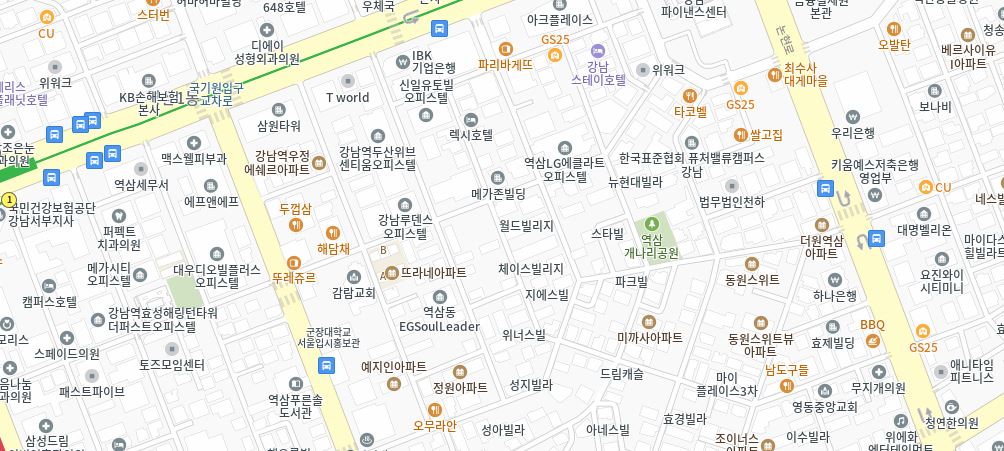 스터번
648호텔
우체국
아크플레이스
파이낸스센터
본관
청송
CU
디에이
성형외과의원
IBK
기업은행
파리바게뜨
GS25
강남
스테이호텔
논현로
오발탄
베르사이유
I아파트
위워크
KB손해보험
본사
국기원입구
교차로
T world
신일유토빌
오피스텔
위워크
최수사
대게마을
타코벨
GS25
보나비
삼원타워
렉시호텔
쌀고집
우리은행
맥스웰피부과
강남역우정
에쉐르아파트
강남역두산위브
센티움오피스텔
역삼LG에클라트
오피스텔
한국표준협회
강남
퓨처밸류캠퍼스
키움예스저축은행
영업부
역삼세무서
에프앤에프
메가존빌딩
뉴현대빌라
법무법인천하
CU
1
국민건강보험공단
강남서부지사
퍼펙트
치과의원
두껍삼
해담채
강남루덴스
오피스텔
월드빌리지
스타빌
역삼
개나리공원
더원역삼
아파트
대명벨리온
메가시티
오피스텔
대우디오빌플러스
오피스텔
뚜레쥬르
감람교회
B
A
뜨라네아파트
체이스빌리지
파크빌
동원스위트
하나은행
요진와이
시티미니
캠퍼스호텔
강남역효성해링턴타워
더퍼스트오피스텔
역삼동
EGSoulLeader
지에스빌
위너스빌
미까사아파트
동원스위트뷰
아파트
효제빌딩
BBQ
GS25
스페이드의원
토즈모임센터
군장대학교
서울입시홍보관
패스트파이브
역삼푸른솔
도서관
예지인아파트
정원아파트
성지빌라
드림캐슬
마이
플레이스3차
남도구들
무지개의원
애니타임
피트니스
오무라안
성아빌라
아네스빌
효경빌라
영동중앙교회
청연한의원
삼성드림
조이너스
아파트
이수빌라
위에화